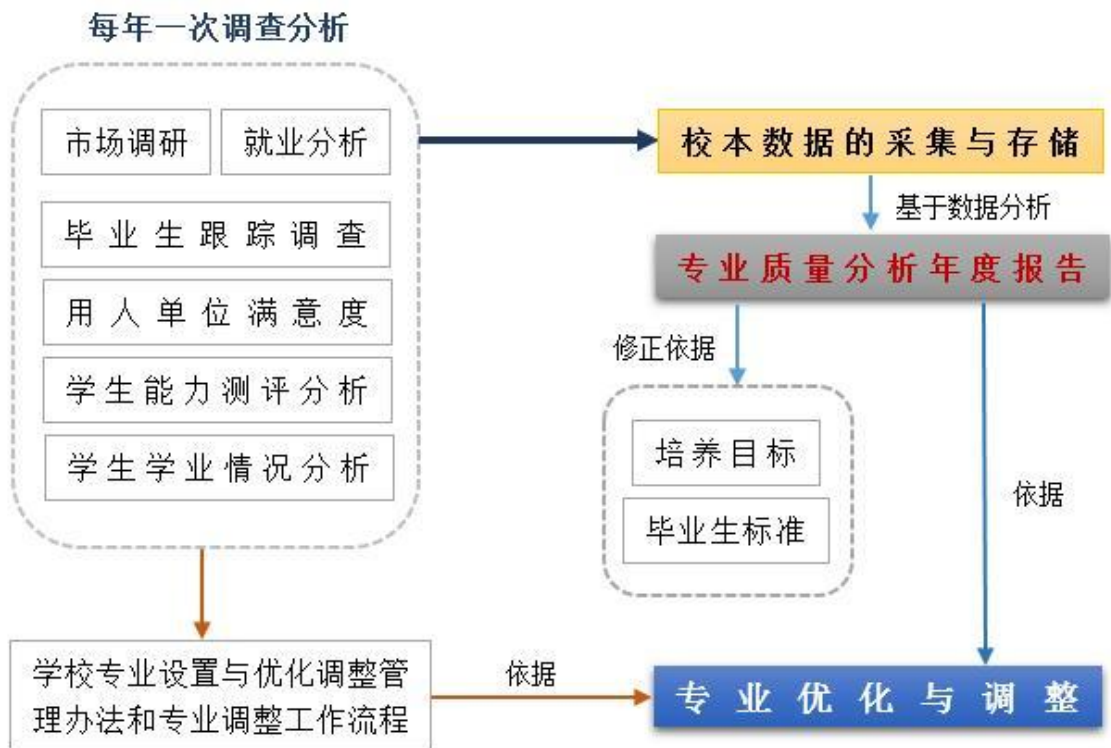 每年一次调查分析
市场调研
就业分析
毕业生跟踪调查
用人单位满意度
学生能力测评分析
学生学业情况分析
校本数据的采集与存储
基于数据分析
专业质量分析年度报告
修正依据
培养目标
毕业生标准
依据
学校专业设置与优化调整管
理办法和专业调整工作流程
依据
专业优化与调整